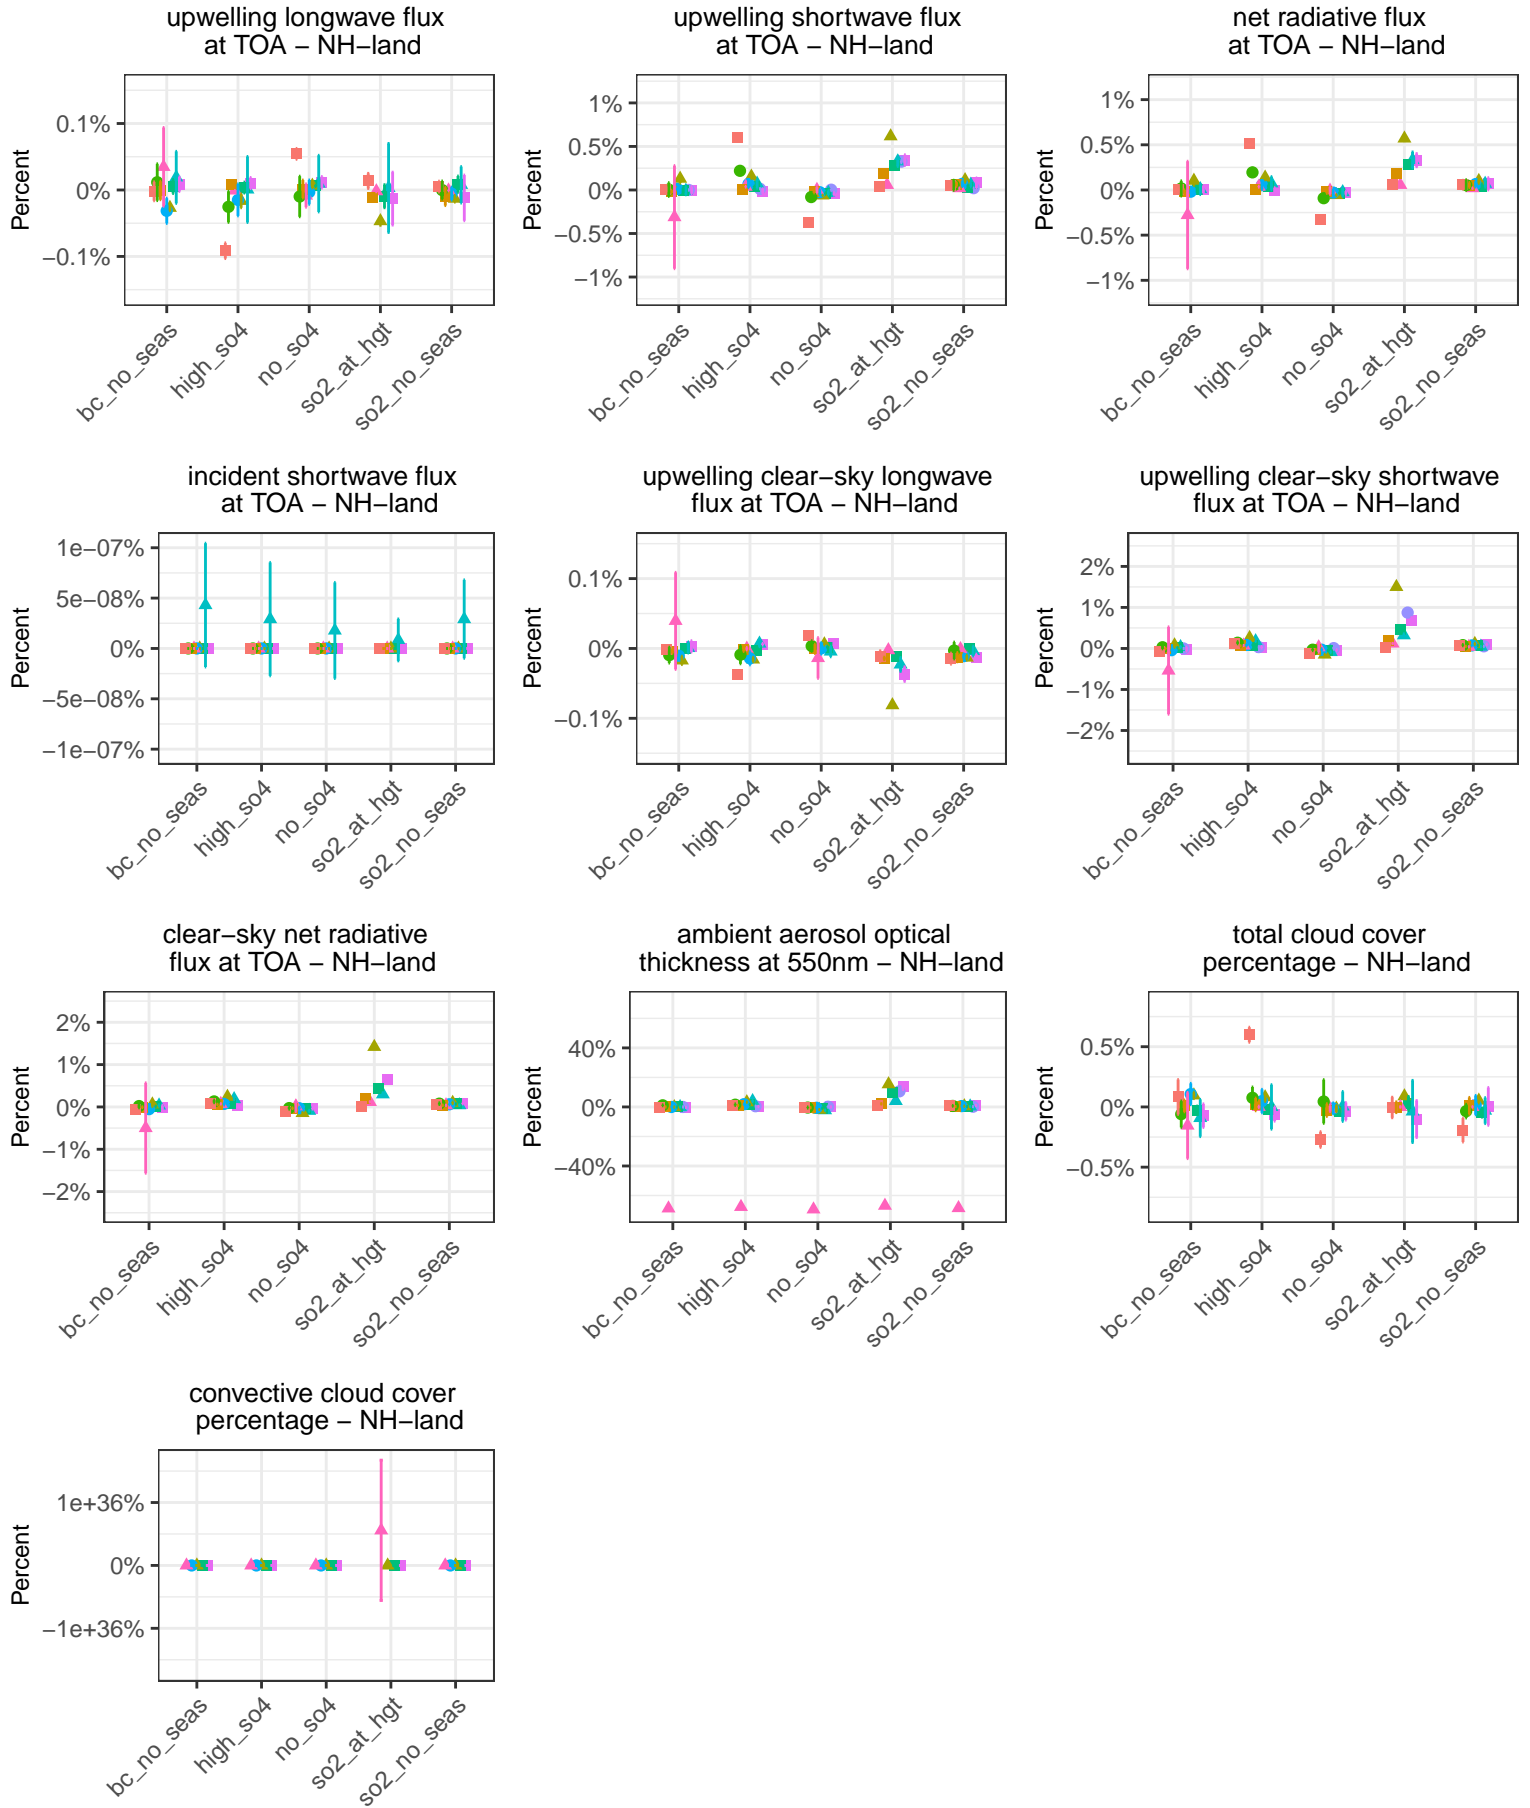 upwelling longwave flux
at TOA − NH−land
Percent
0.1%
0%
−0.1%
bc_no_seas
high_so4
no_so4
so2_at_hgt
so2_no_seas
upwelling shortwave flux
at TOA − NH−land
Percent
1%
0.5%
0%
−0.5%
−1%
bc_no_seas
high_so4
no_so4
so2_at_hgt
so2_no_seas
net radiative flux
at TOA − NH−land
Percent
1%
0.5%
0%
−0.5%
−1%
bc_no_seas
high_so4
no_so4
so2_at_hgt
so2_no_seas
incident shortwave flux
at TOA − NH−land
Percent
1e−07%
5e−08%
0%
−5e−08%
−1e−07%
bc_no_seas
high_so4
no_so4
so2_at_hgt
so2_no_seas
upwelling clear−sky longwave
flux at TOA − NH−land
Percent
0.1%
0%
−0.1%
bc_no_seas
high_so4
no_so4
so2_at_hgt
so2_no_seas
upwelling clear−sky shortwave
flux at TOA − NH−land
Percent
2%
1%
0%
−1%
−2%
bc_no_seas
high_so4
no_so4
so2_at_hgt
so2_no_seas
clear−sky net radiative
flux at TOA − NH−land
Percent
2%
1%
0%
−1%
−2%
bc_no_seas
high_so4
no_so4
so2_at_hgt
so2_no_seas
ambient aerosol optical
thickness at 550nm − NH−land
Percent
40%
0%
−40%
bc_no_seas
high_so4
no_so4
so2_at_hgt
so2_no_seas
total cloud cover
percentage − NH−land
Percent
0.5%
0%
−0.5%
bc_no_seas
high_so4
no_so4
so2_at_hgt
so2_no_seas
convective cloud cover
percentage − NH−land
Percent
1e+36%
0%
−1e+36%
bc_no_seas
high_so4
no_so4
so2_at_hgt
so2_no_seas